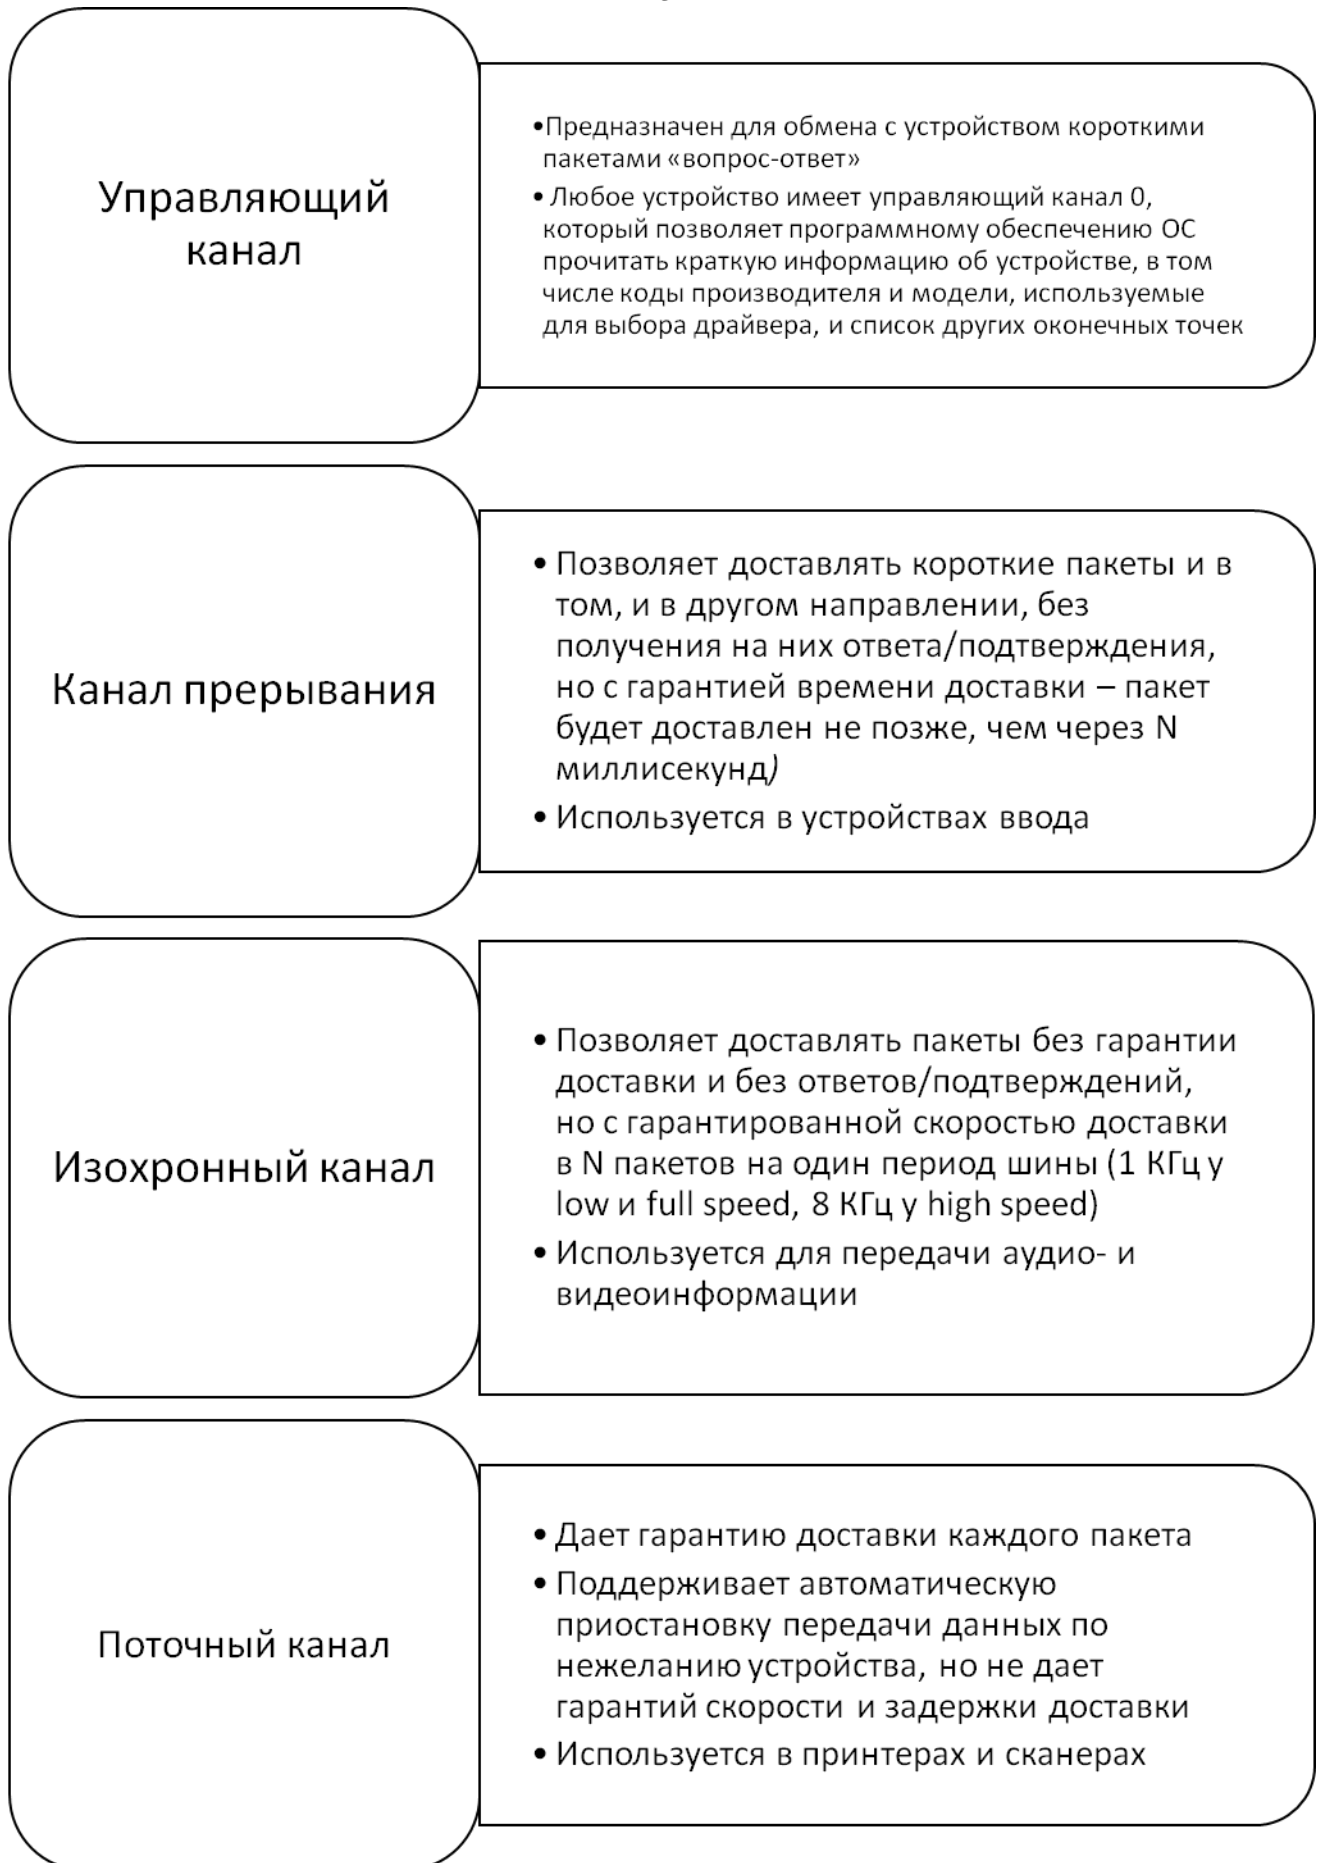 Управляющий
канал
•Предназначен для обмена с устройством короткими
пакетами «вопрос-ответ»
• Любое устройство имеет управляющий канал 0,
который позволяет программному обеспечению ОС
прочитать краткую информацию об устройстве, в том
числе коды производителя и модели, используемые
для выбора драйвера, и список других оконечных точек
Канал прерывания
• Позволяет доставлять короткие пакеты и в
том, и в другом направлении, без
получения на них ответа/подтверждения,
но с гарантией времени доставки – пакет
будет доставлен не позже, чем через N
миллисекунд)
• Используется в устройствах ввода
Изохронный канал
• Позволяет доставлять пакеты без гарантии
доставки и без ответов/подтверждений,
но с гарантированной скоростью доставки
в N пакетов на один период шины (1 КГц у
low и full speed, 8 КГц у high speed)
• Используется для передачи аудио- и
видеоинформации
Поточный канал
• Дает гарантию доставки каждого пакета
• Поддерживает автоматическую
приостановку передачи данных по
нежеланию устройства, но не дает
гарантий скорости и задержки доставки
• Используется в принтерах и сканерах